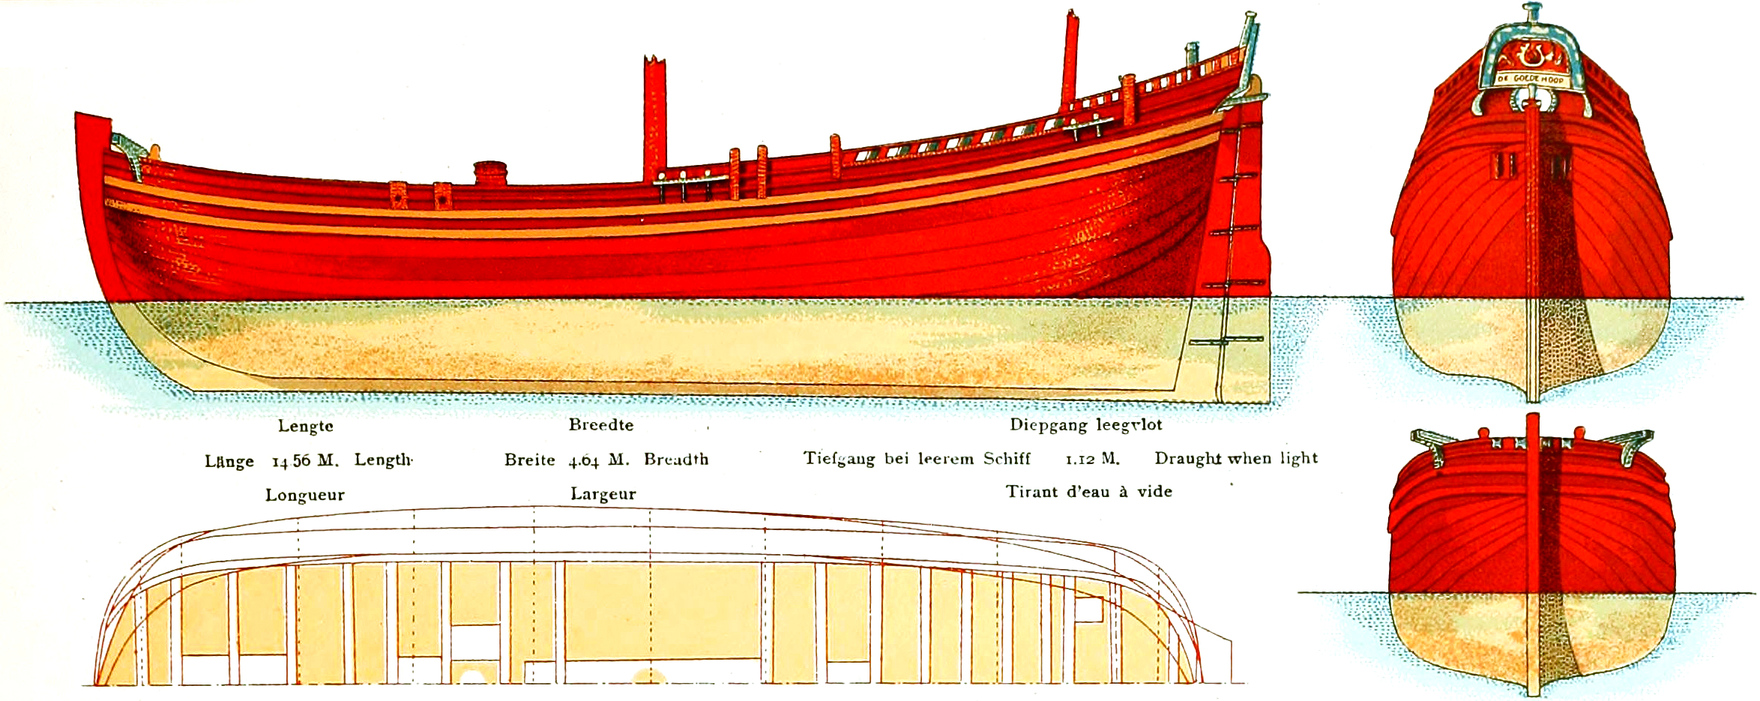 DE GOEDE HOOP
Lengte Breedte Diepgang leegvlot
Länge 14.56 M. Length Breite 4.64 M. Breadth Tiefgang bei leerem Schiff 1.12 M. Draught when light
Longueur Largeur Tirant d'eau à vide